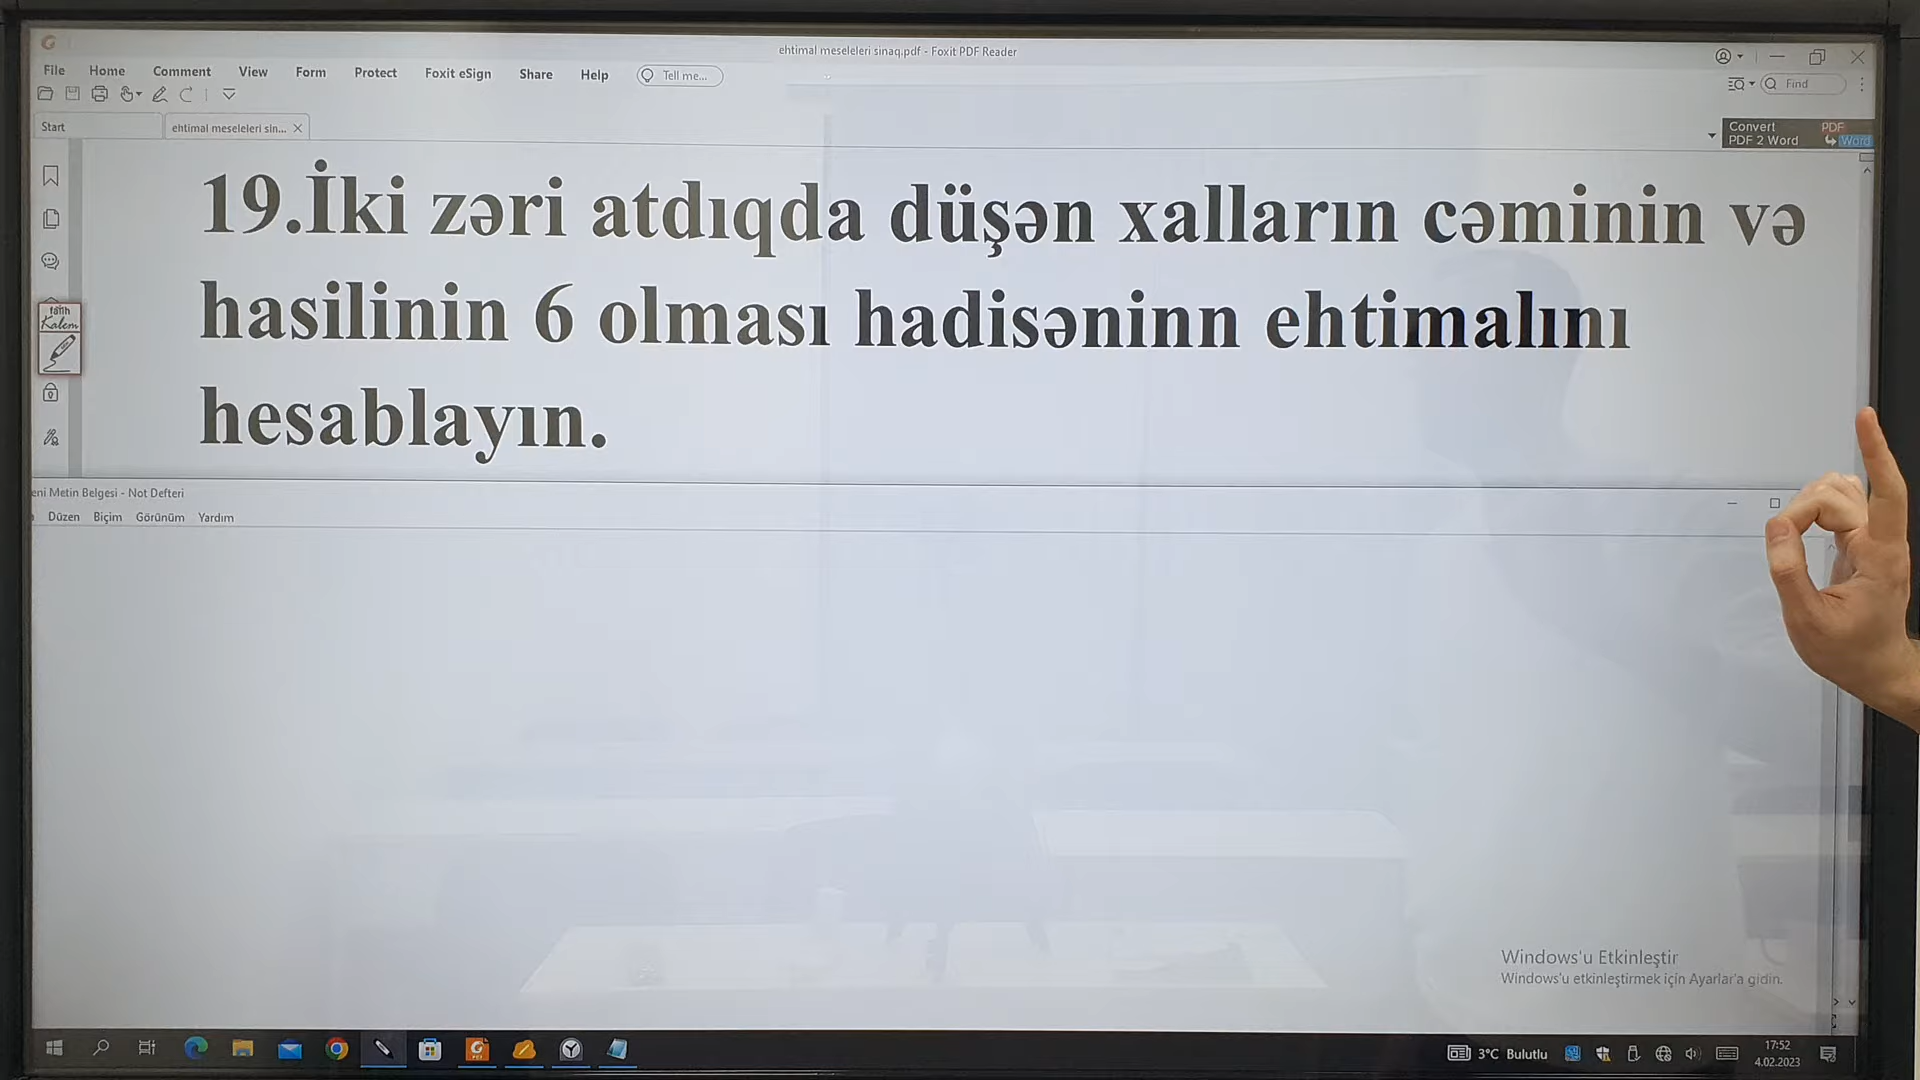 ehtimal meseleleri sinaq.pdf - Foxit PDF Reader
File Home Comment View Form Protect Foxit eSign Share Help Tell me...
Find
Start ehtimal meseleleri sin...
Convert PDF
PDF 2 Word Word
19.İki zəri atdıqda düşən xalların cəminin və
hasilinin 6 olması hadisəninn ehtimalını
hesablayın.
fatih
Kalem
eni Metin Belgesi - Not Defteri
Düzen Biçim Görünüm Yardım
Windows'u Etkinleştir
Windows'u etkinleştirmek için Ayarlar'a gidin.
3°C Bulutlu
17:52
4.02.2023